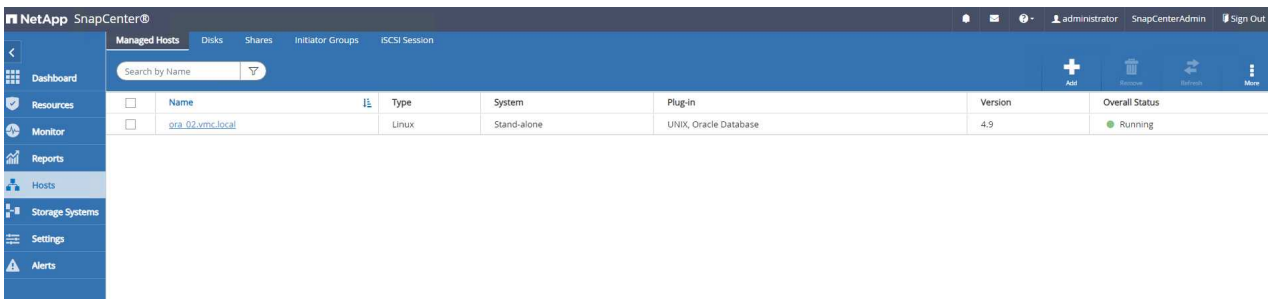 NetApp SnapCenter®
administrator SnapCenterAdmin Sign Out
Managed Hosts Disks Shares Initiator Groups iSCSI Session
Search by Name
Add Remove Refresh More
Dashboard
Resources
Monitor
Reports
Hosts
Storage Systems
Settings
Alerts
Name Type System Plug-in Version Overall Status
ora_02.vmc.local Linux Stand-alone UNIX, Oracle Database 4.9 Running